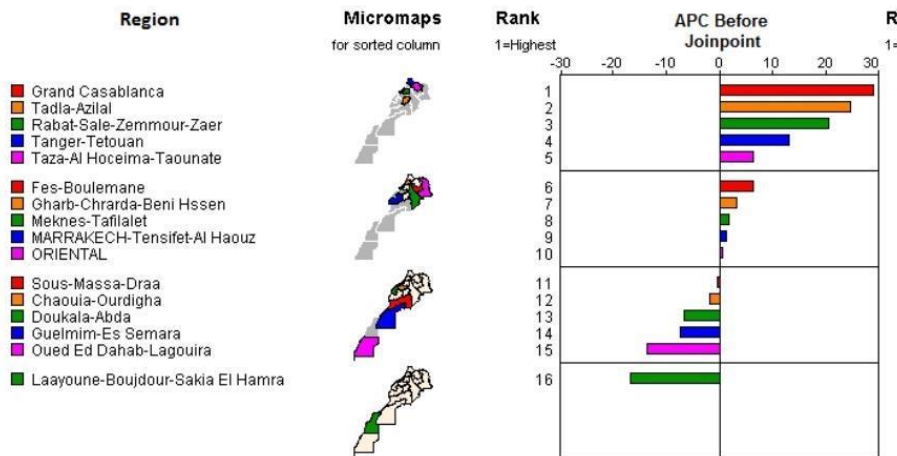 Region Micromaps Rank APC Before R
for sorted column 1=Highest Joinpoint 1=
-30 -20 -10 0 10 20 30
Grand Casablanca 1
Tadla-Azilal 2
Rabat-Sale-Zemmour-Zaer 3
Tanger-Tetouan 4
Taza-Al Hoceima-Taounate 5
Fes-Boulemane 6
Gharb-Chrarda-Beni Hssen 7
Meknes-Tafilalet 8
MARRAKECH-Tensifet-Al Haouz 9
ORIENTAL 10
Sous-Massa-Draa 11
Chaouia-Ourdigha 12
Doukala-Abda 13
Guelmim-Es Semara 14
Oued Ed Dahab-Lagouira 15
Laayoune-Boujdour-Sakia El Hamra 16